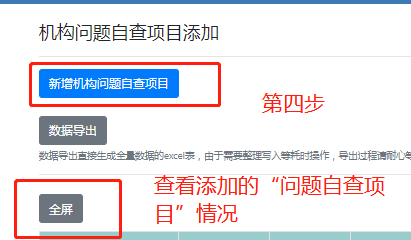 机构问题自查项目添加
新增机构问题自查项目
第四步
数据导出
数据导出直接生成全量数据的excel表，由于需要整理写入等耗时操作，导出过程请耐心等
查看添加的“问题自查项
目”情况
全屏